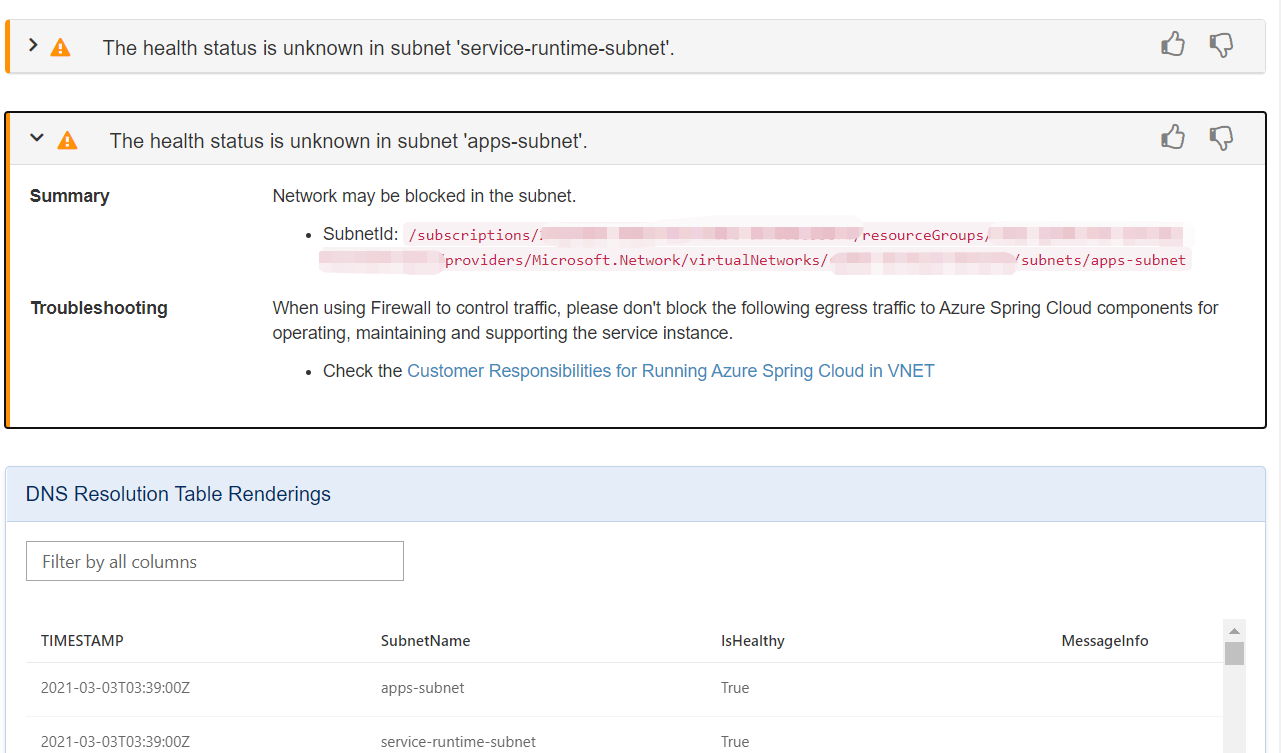 The health status is unknown in subnet 'service-runtime-subnet'.
The health status is unknown in subnet 'apps-subnet'.
Summary
Network may be blocked in the subnet.
• SubnetId: /subscriptions/ /resourceGroups/
/providers/Microsoft.Network/virtualNetworks/ /subnets/apps-subnet
Troubleshooting
When using Firewall to control traffic, please don't block the following egress traffic to Azure Spring Cloud components for
operating, maintaining and supporting the service instance.
• Check the Customer Responsibilities for Running Azure Spring Cloud in VNET
DNS Resolution Table Renderings
Filter by all columns
TIMESTAMP SubnetName IsHealthy MessageInfo
2021-03-03T03:39:00Z apps-subnet True
2021-03-03T03:39:00Z service-runtime-subnet True